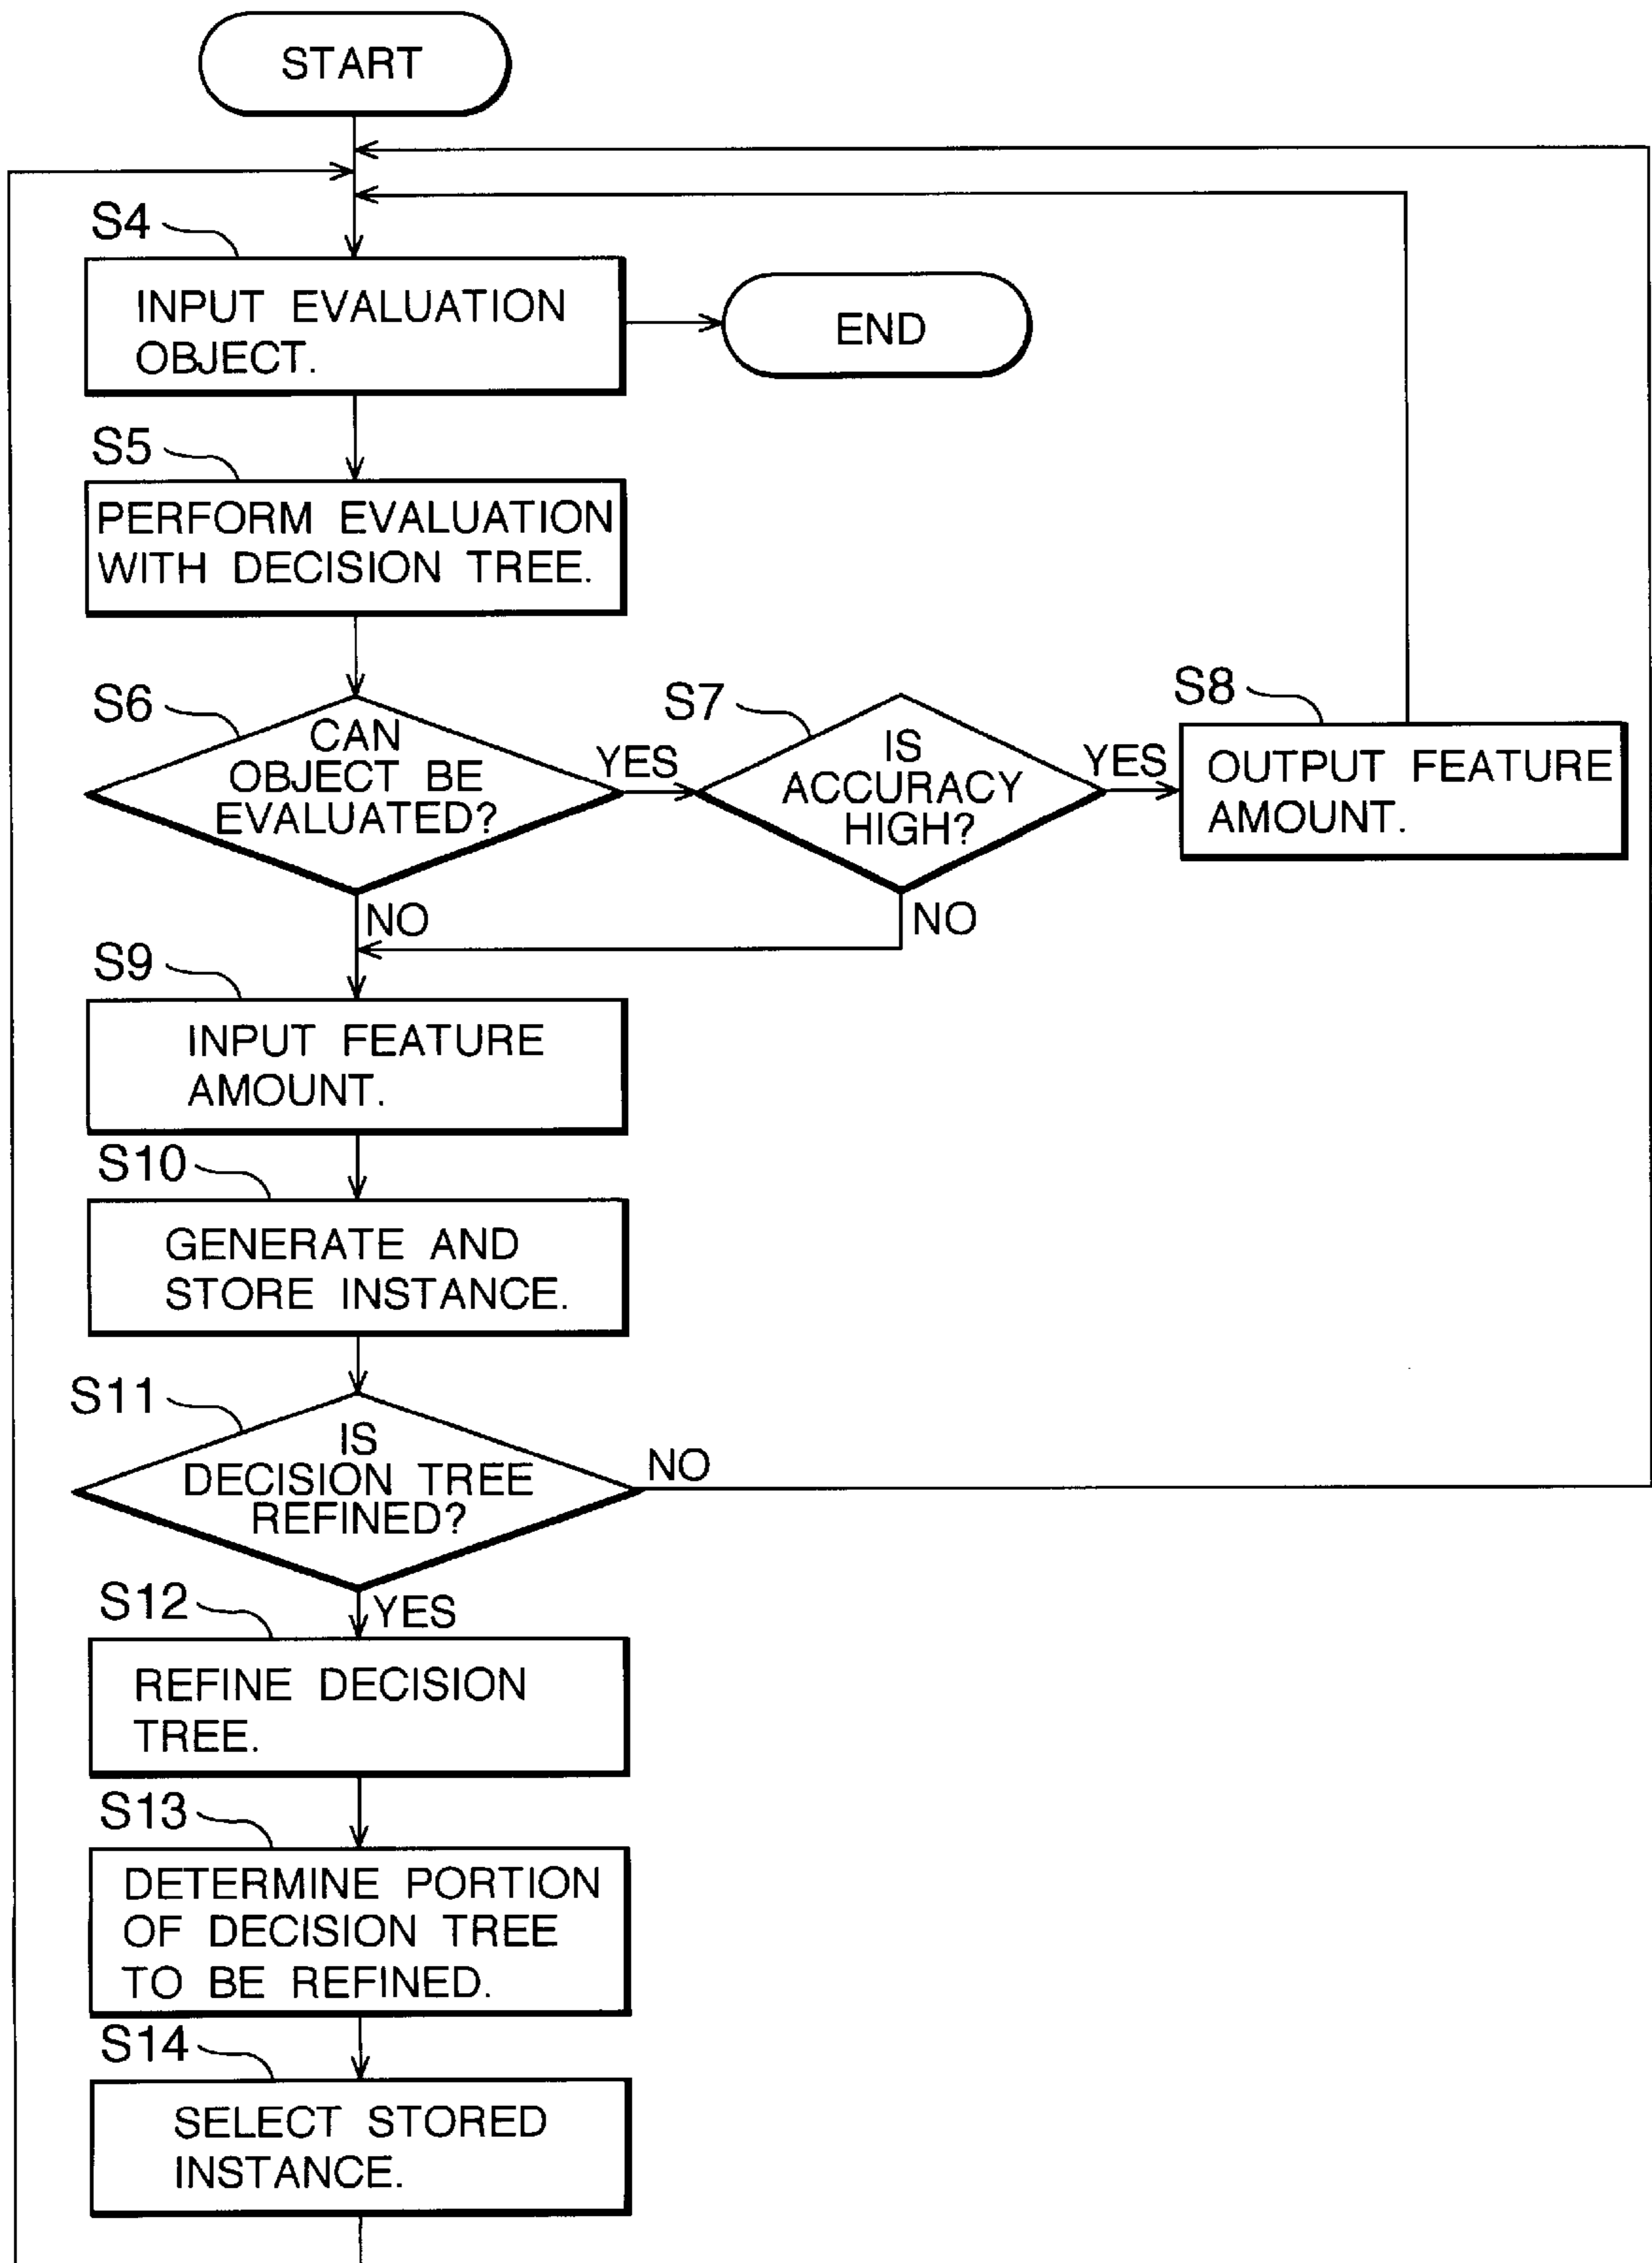 START
S4
INPUT EVALUATION
OBJECT.
END
S5
PERFORM EVALUATION
WITH DECISION TREE.
S6
CAN
OBJECT BE
EVALUATED?
YES
NO
S7
IS
ACCURACY
HIGH?
YES
NO
S8
OUTPUT FEATURE
AMOUNT.
S9
INPUT FEATURE
AMOUNT.
S10
GENERATE AND
STORE INSTANCE.
S11
IS
DECISION TREE
REFINED?
NO
YES
S12
REFINE DECISION
TREE.
S13
DETERMINE PORTION
OF DECISION TREE
TO BE REFINED.
S14
SELECT STORED
INSTANCE.